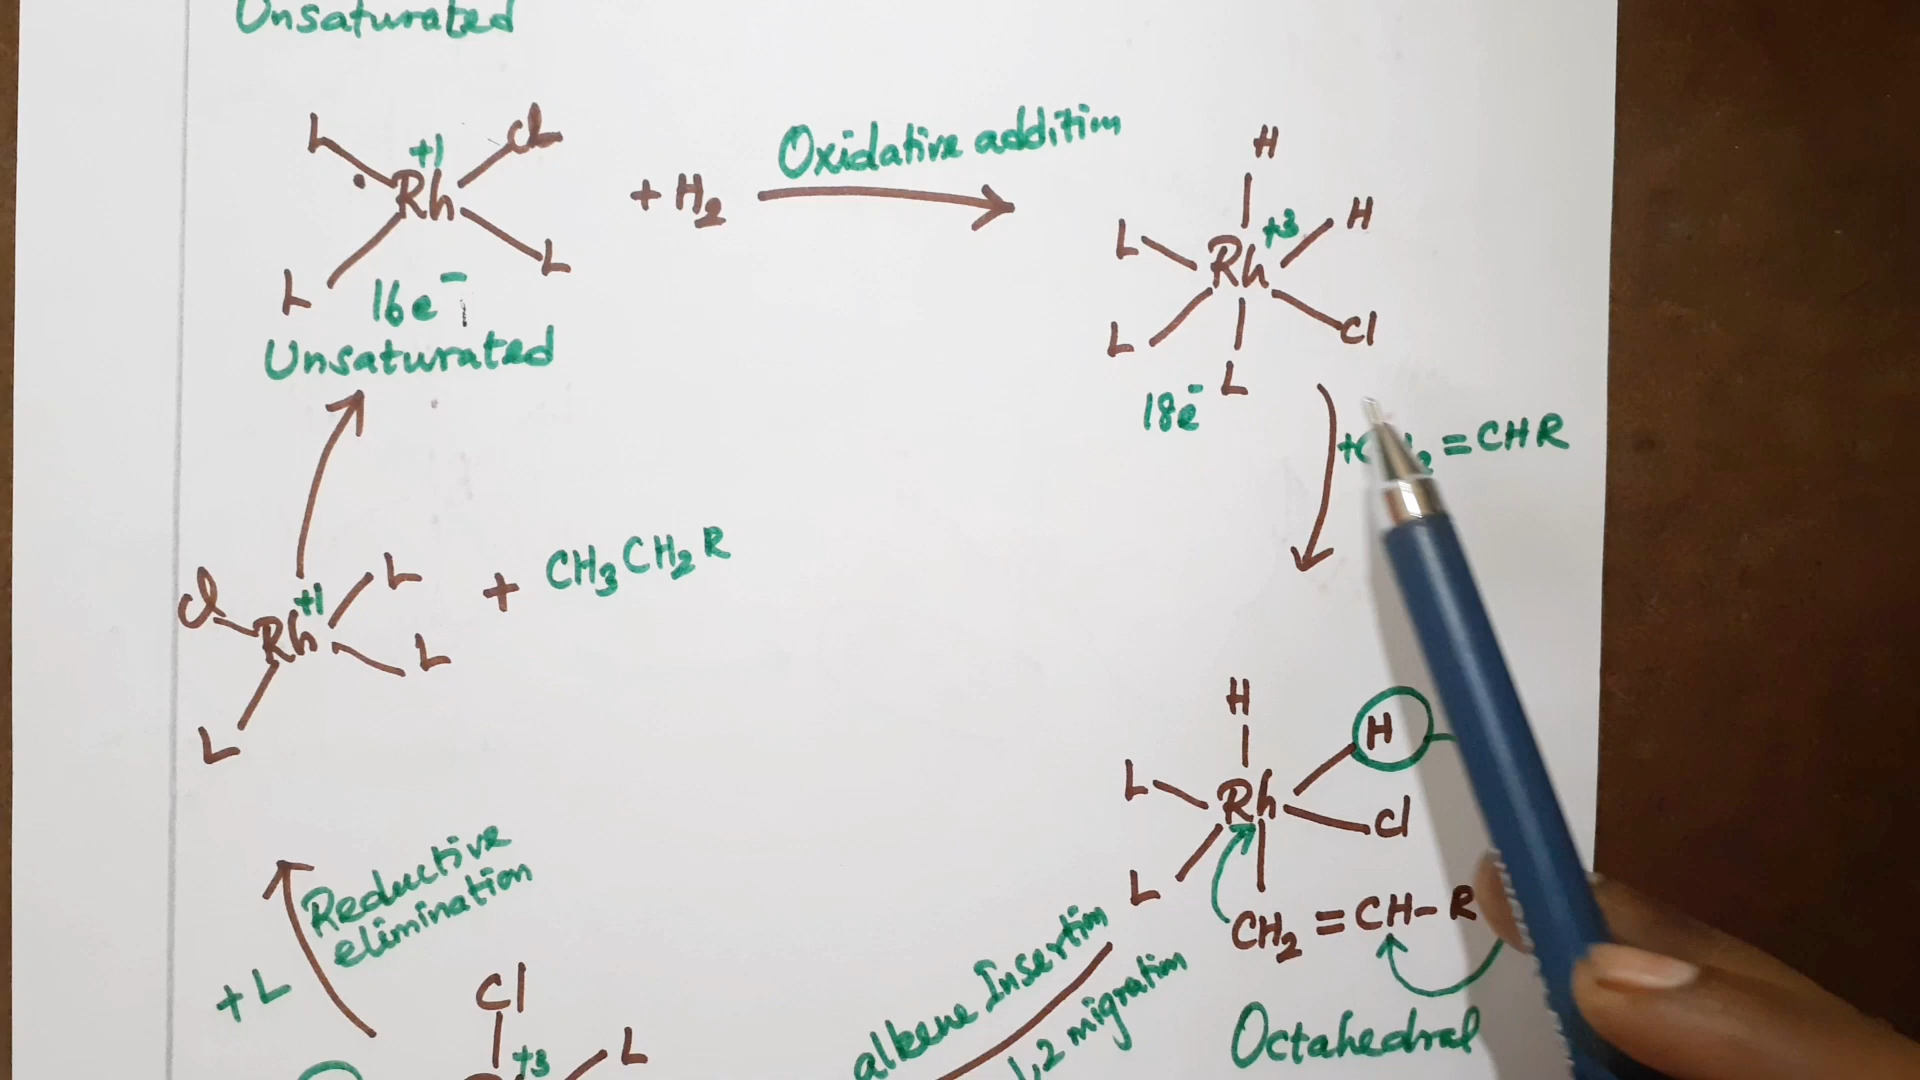 Unsaturated
L +1 Cl
Rh
L L
16e⁻
Unsaturated
+ H₂
Oxidative addition
H
L +3 H
Rh
L Cl
L
18e⁻
= CHR
Cl +1 L
Rh
L
L
+ CH₃CH₂R
H
L H
Rh
L Cl
CH₂ = CH- R
Octahedral
alkene Insertion
1,2 migration
Reductive
elimination
+ L
Cl
+3 L